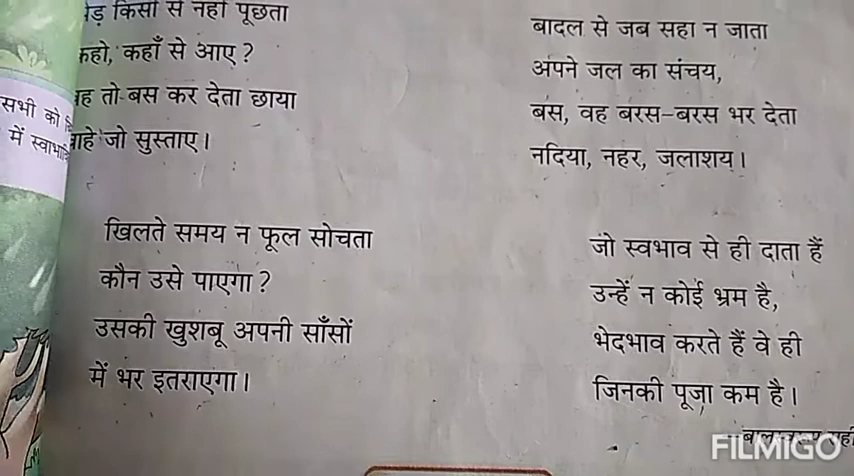 पेड़ किसी से नहीं पूछता
कहो, कहाँ से आए ?
वह तो बस कर देता छाया
चाहे जो सुस्ताए।
सभी को
में
खिलते समय न फूल सोचता
कौन उसे पाएगा ?
उसकी खुशबू अपनी साँसों
में भर इतराएगा।
बादल से जब सहा न जाता
अपने जल का संचय,
बस, वह बरस-बरस भर देता
नदिया, नहर, जलाशय।
जो स्वभाव से ही दाता हैं
उन्हें न कोई भ्रम है,
भेदभाव करते हैं वे ही
जिनकी पूजा कम है।
FILMIGO